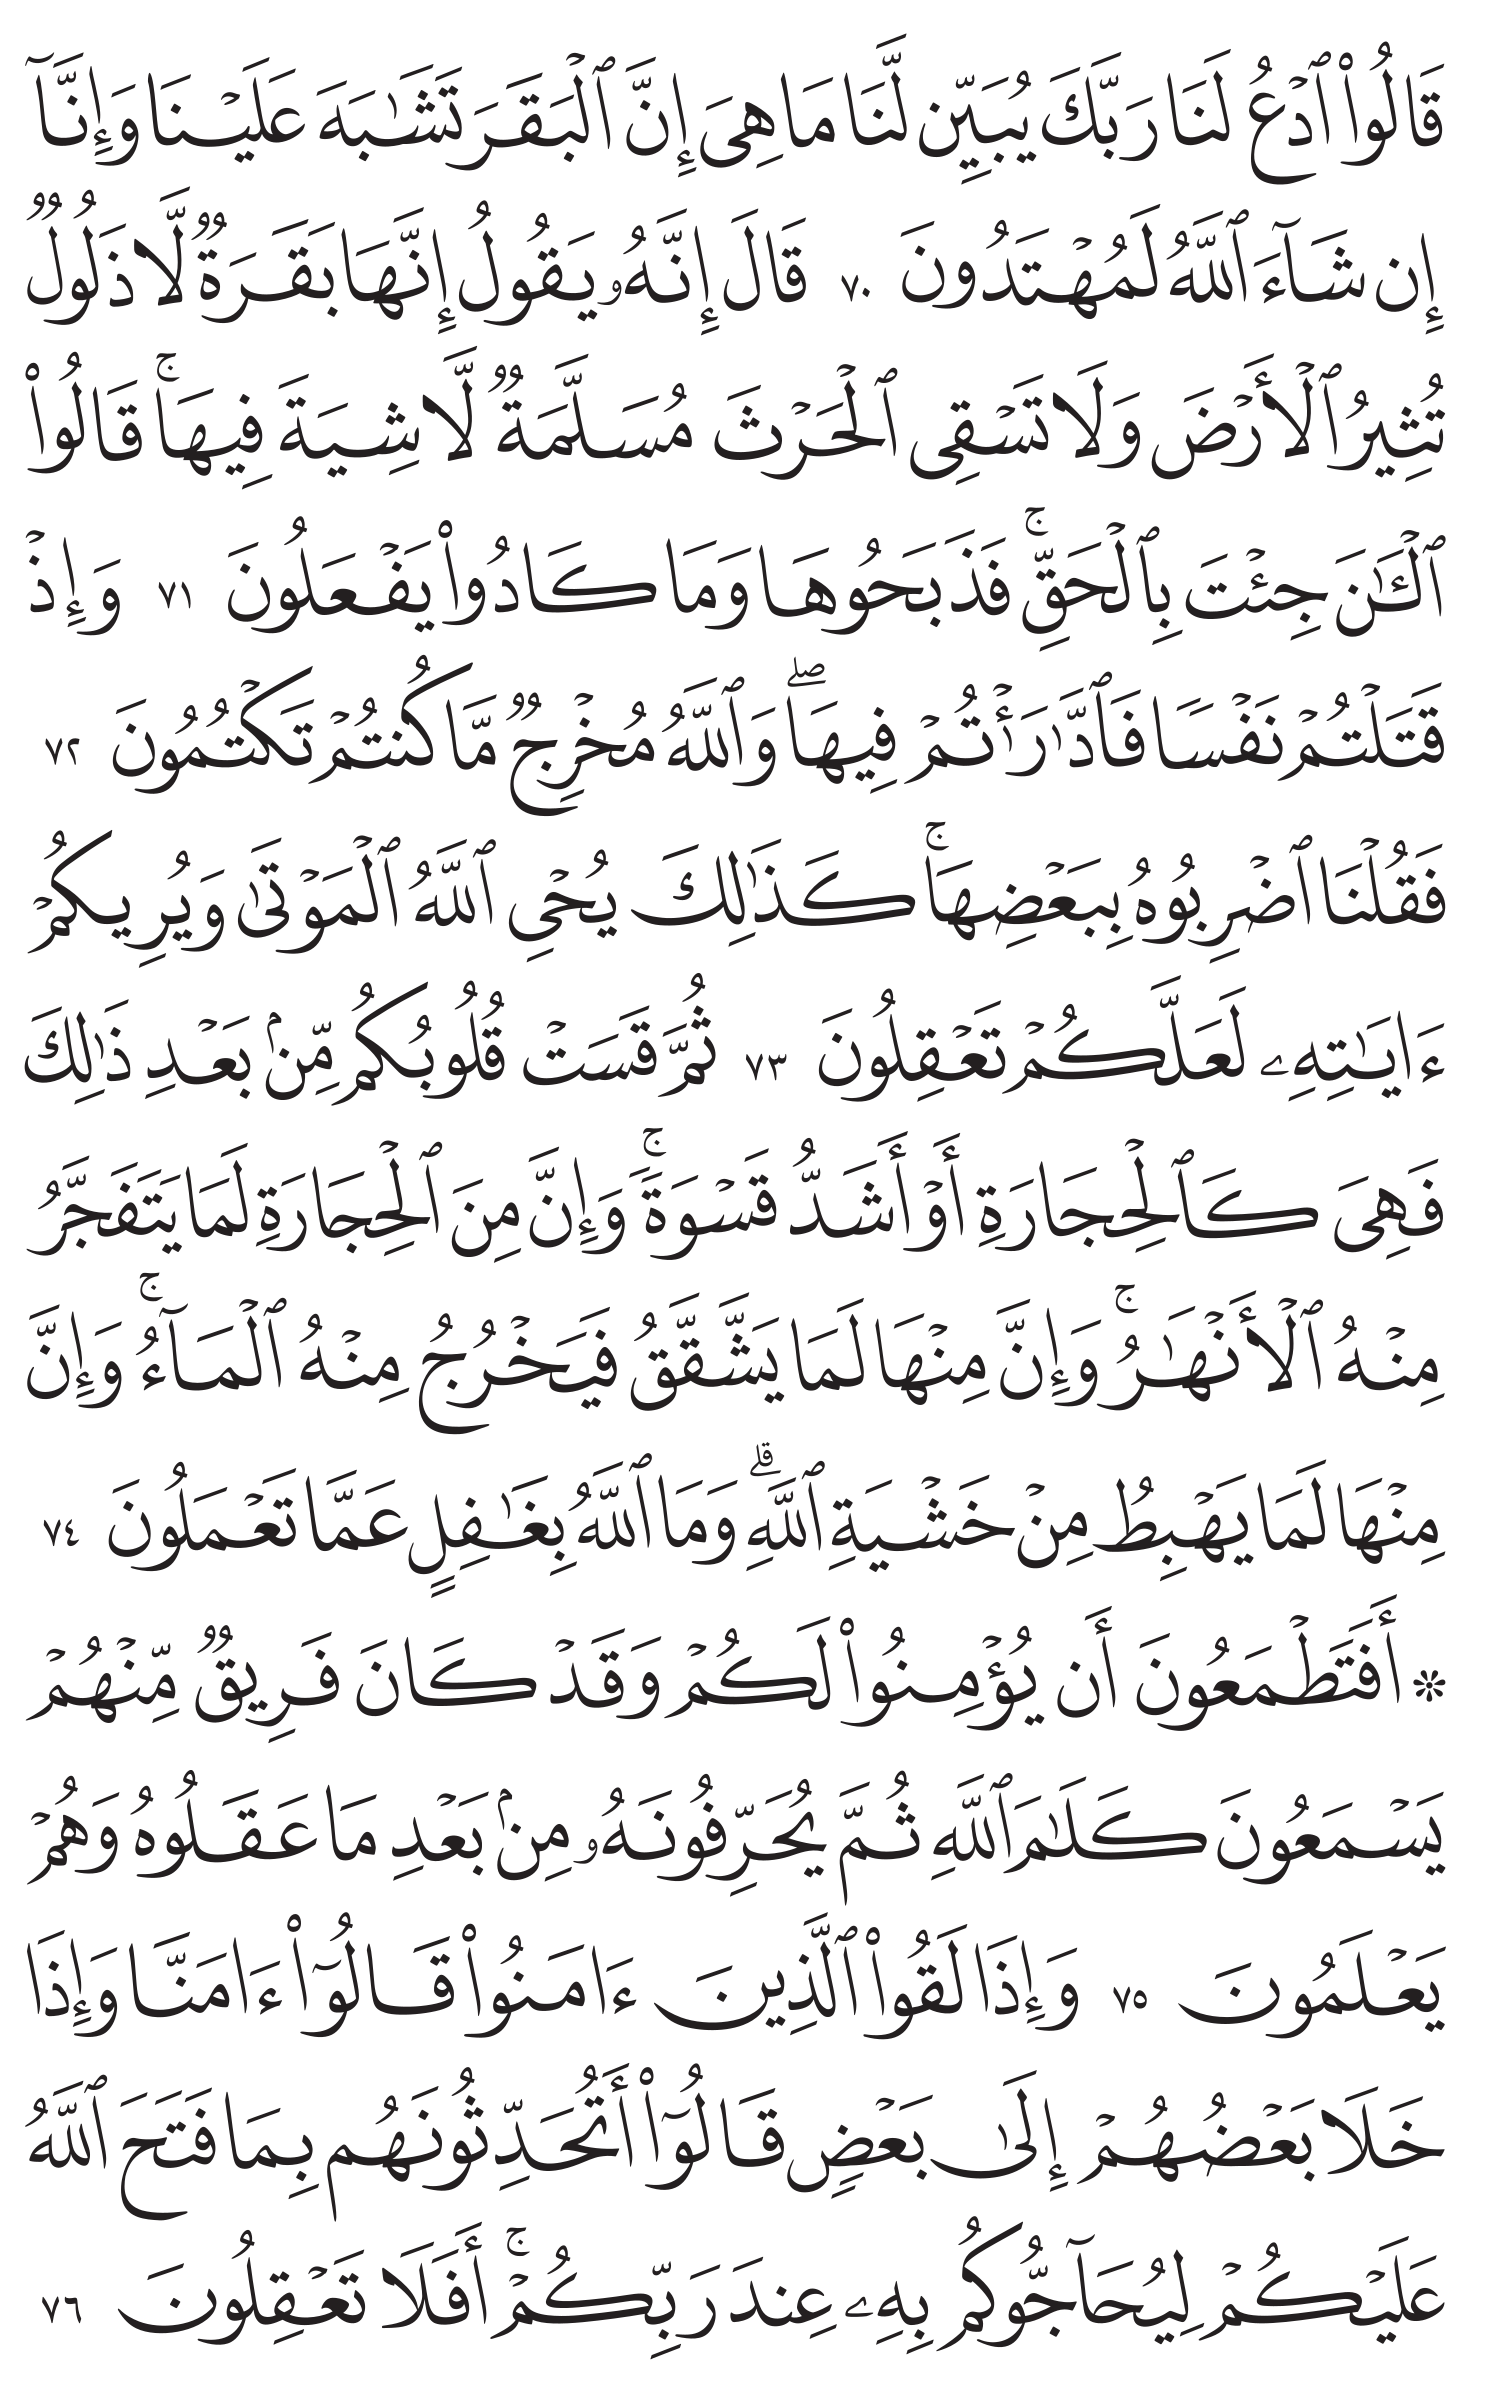 قَالُوا۟ ٱدْعُ لَنَا رَبَّكَ يُبَيِّن لَّنَا مَا هِىَ إِنَّ ٱلْبَقَرَ تَشَـٰبَهَ عَلَيْنَا وَإِنَّآ
إِن شَآءَ ٱللَّهُ لَمُهْتَدُونَ ٧٠ قَالَ إِنَّهُۥ يَقُولُ إِنَّهَا بَقَرَةٌ لَّا ذَلُولٌ
تُثِيرُ ٱلْأَرْضَ وَلَا تَسْقِى ٱلْحَرْثَ مُسَلَّمَةٌ لَّا شِيَةَ فِيهَا ۚ قَالُوا۟
ٱلْـَٔـٰنَ جِئْتَ بِٱلْحَقِّ ۚ فَذَبَحُوهَا وَمَا كَادُوا۟ يَفْعَلُونَ ٧١ وَإِذْ
قَتَلْتُمْ نَفْسًا فَٱدَّٰرَْٰٔتُمْ فِيهَا ۖ وَٱللَّهُ مُخْرِجٌ مَّا كُنتُمْ تَكْتُمُونَ ٧٢
فَقُلْنَا ٱضْرِبُوهُ بِبَعْضِهَا ۚ كَذَٰلِكَ يُحْىِ ٱللَّهُ ٱلْمَوْتَىٰ وَيُرِيكُمْ
ءَايَـٰتِهِۦ لَعَلَّكُمْ تَعْقِلُونَ ٧٣ ثُمَّ قَسَتْ قُلُوبُكُم مِّنۢ بَعْدِ ذَٰلِكَ
فَهِىَ كَٱلْحِجَارَةِ أَوْ أَشَدُّ قَسْوَةً ۚ وَإِنَّ مِنَ ٱلْحِجَارَةِ لَمَا يَتَفَجَّرُ
مِنْهُ ٱلْأَنْهَـٰرُ ۚ وَإِنَّ مِنْهَا لَمَا يَشَّقَّقُ فَيَخْرُجُ مِنْهُ ٱلْمَآءُ ۚ وَإِنَّ
مِنْهَا لَمَا يَهْبِطُ مِنْ خَشْيَةِ ٱللَّهِ ۗ وَمَا ٱللَّهُ بِغَـٰفِلٍ عَمَّا تَعْمَلُونَ ٧٤
* أَفَتَطْمَعُونَ أَن يُؤْمِنُوا۟ لَكُمْ وَقَدْ كَانَ فَرِيقٌ مِّنْهُمْ
يَسْمَعُونَ كَلَـٰمَ ٱللَّهِ ثُمَّ يُحَرِّفُونَهُۥ مِنۢ بَعْدِ مَا عَقَلُوهُ وَهُمْ
يَعْلَمُونَ ٧٥ وَإِذَا لَقُوا۟ ٱلَّذِينَ ءَامَنُوا۟ قَالُوٓا۟ ءَامَنَّا وَإِذَا
خَلَا بَعْضُهُمْ إِلَىٰ بَعْضٍ قَالُوٓا۟ أَتُحَدِّثُونَهُم بِمَا فَتَحَ ٱللَّهُ
عَلَيْكُمْ لِيُحَآجُّوكُم بِهِۦ عِندَ رَبِّكُمْ ۚ أَفَلَا تَعْقِلُونَ ٧٦